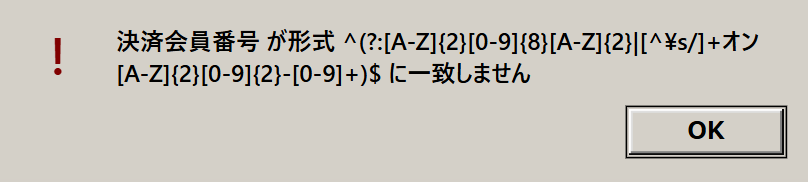 決済会員番号 が形式 ^(?:[A-Z]{2}[0-9]{8}[A-Z]{2}|[^¥s/]+オン
[A-Z]{2}[0-9]{2}-[0-9]+)$ に一致しません
OK